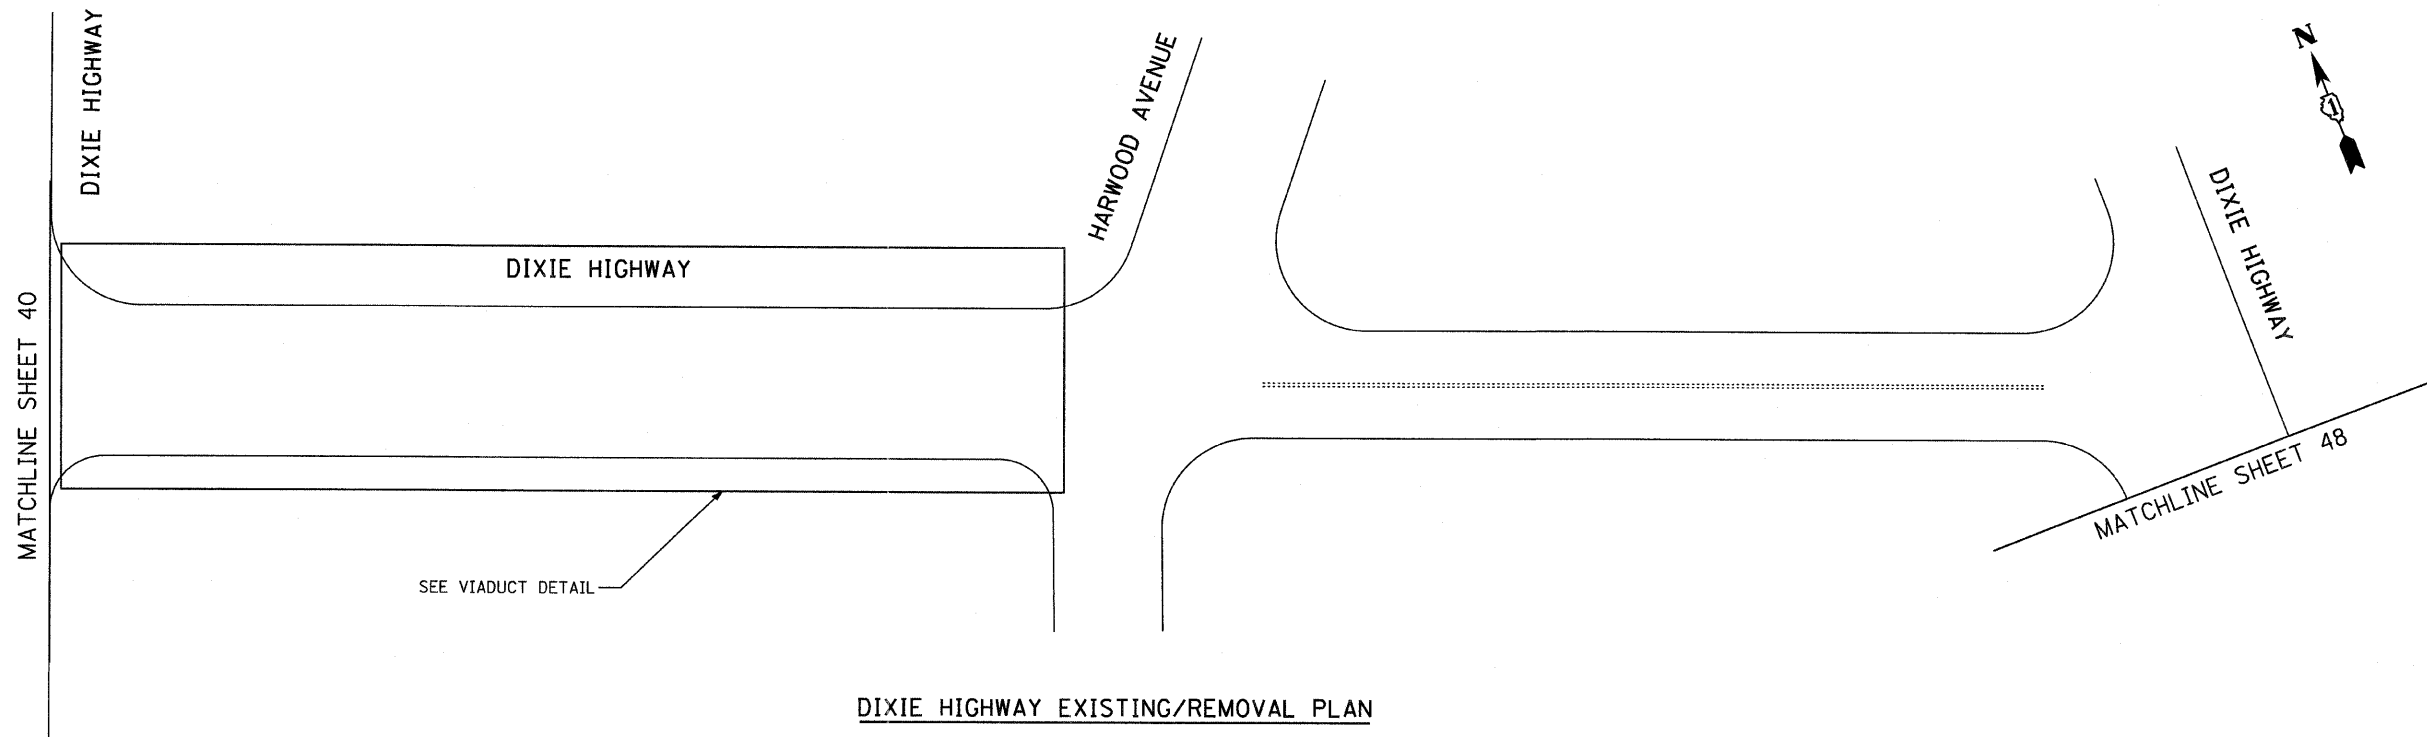 DIXIE HIGHWAY
HARWOOD AVENUE
N
1
DIXIE HIGHWAY
DIXIE HIGHWAY
MATCHLINE SHEET 40
MATCHLINE SHEET 48
SEE VIADUCT DETAIL
DIXIE HIGHWAY EXISTING/REMOVAL PLAN